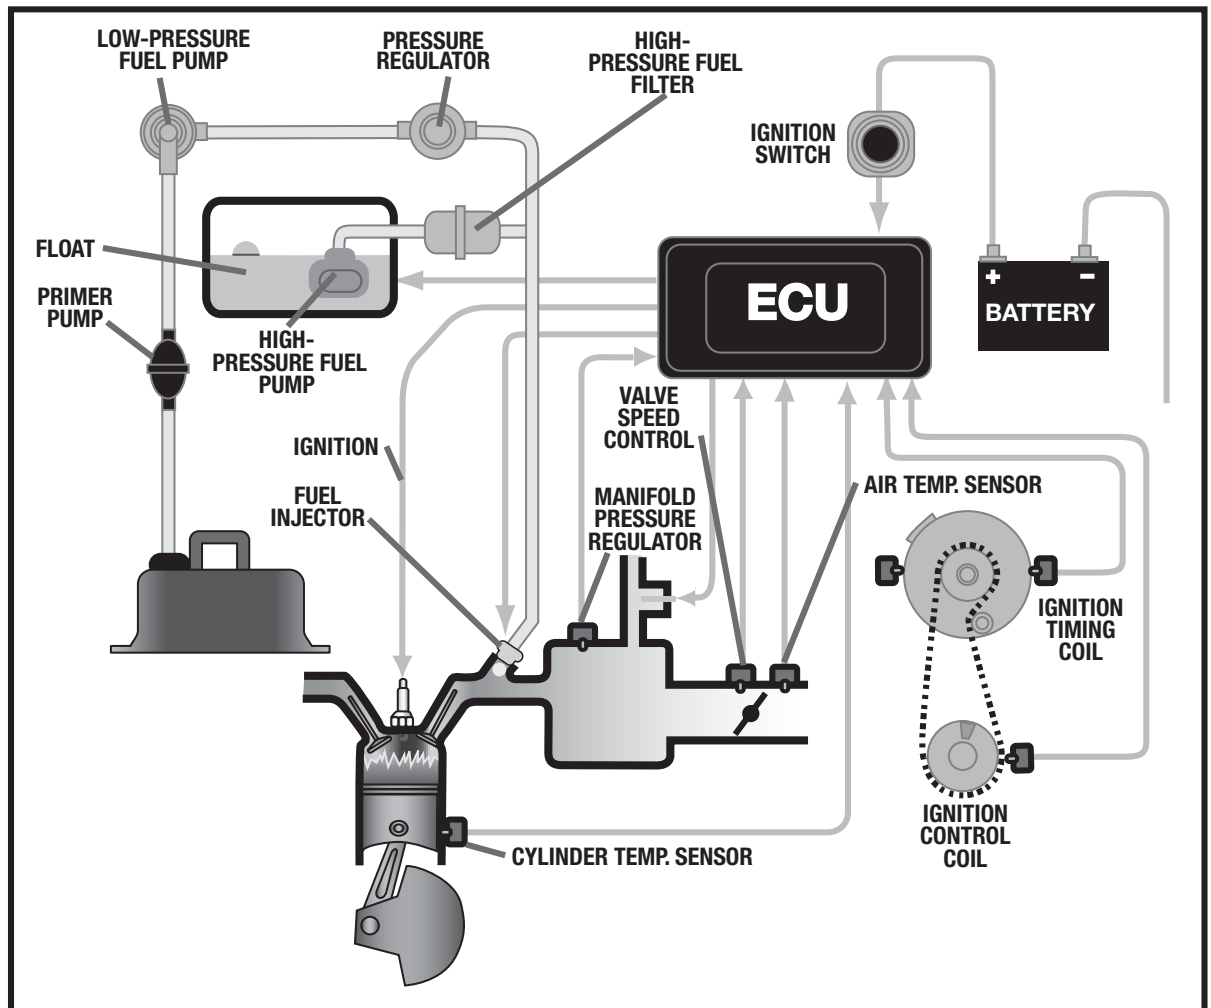 LOW-PRESSURE
FUEL PUMP
PRESSURE
REGULATOR
HIGH-
PRESSURE FUEL
FILTER
IGNITION
SWITCH
FLOAT
PRIMER
PUMP
HIGH-
PRESSURE FUEL
PUMP
ECU
+
–
BATTERY
VALVE
SPEED
CONTROL
IGNITION
FUEL
INJECTOR
MANIFOLD
PRESSURE
REGULATOR
AIR TEMP. SENSOR
IGNITION
TIMING
COIL
IGNITION
CONTROL
COIL
CYLINDER TEMP. SENSOR